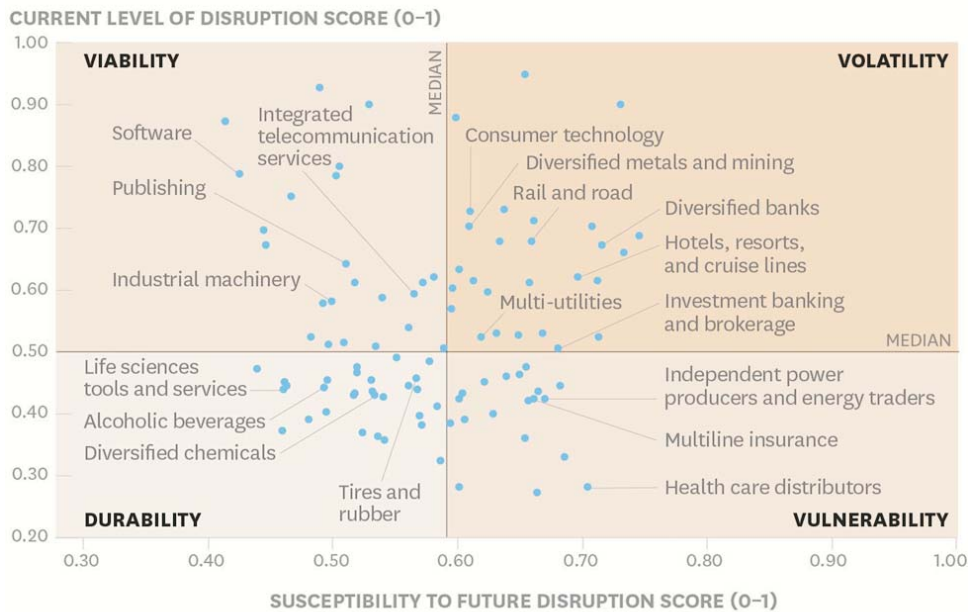 CURRENT LEVEL OF DISRUPTION SCORE (0–1)
1.00
VIABILITY
MEDIAN
VOLATILITY
0.90
Integrated
telecommunication
services
Software
Consumer technology
Diversified metals and mining
0.80
Publishing
Rail and road
0.70
Diversified banks
Hotels, resorts,
and cruise lines
Industrial machinery
0.60
Multi-utilities
Investment banking
and brokerage
MEDIAN
0.50
Life sciences
tools and services
Independent power
producers and energy traders
0.40
Alcoholic beverages
Multiline insurance
Diversified chemicals
0.30
Tires and
rubber
Health care distributors
DURABILITY
VULNERABILITY
0.20
0.30
0.40
0.50
0.60
0.70
0.80
0.90
1.00
SUSCEPTIBILITY TO FUTURE DISRUPTION SCORE (0–1)